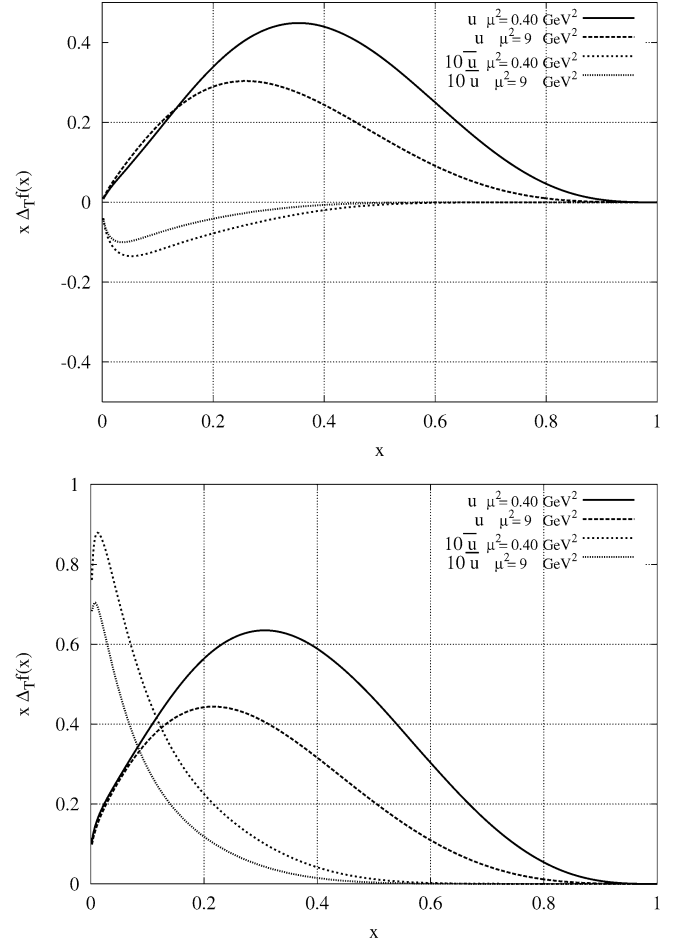 0.4
0.2
0
-0.2
-0.4
x Δ_T f(x)
u μ²= 0.40 GeV²
u μ²= 9 GeV²
10 u̅ μ²= 0.40 GeV²
10 u̅ μ²= 9 GeV²
0 0.2 0.4 0.6 0.8 1
x
1
0.8
0.6
0.4
0.2
0
x Δ_T f(x)
u μ²= 0.40 GeV²
u μ²= 9 GeV²
10 u̅ μ²= 0.40 GeV²
10 u̅ μ²= 9 GeV²
0 0.2 0.4 0.6 0.8 1
x